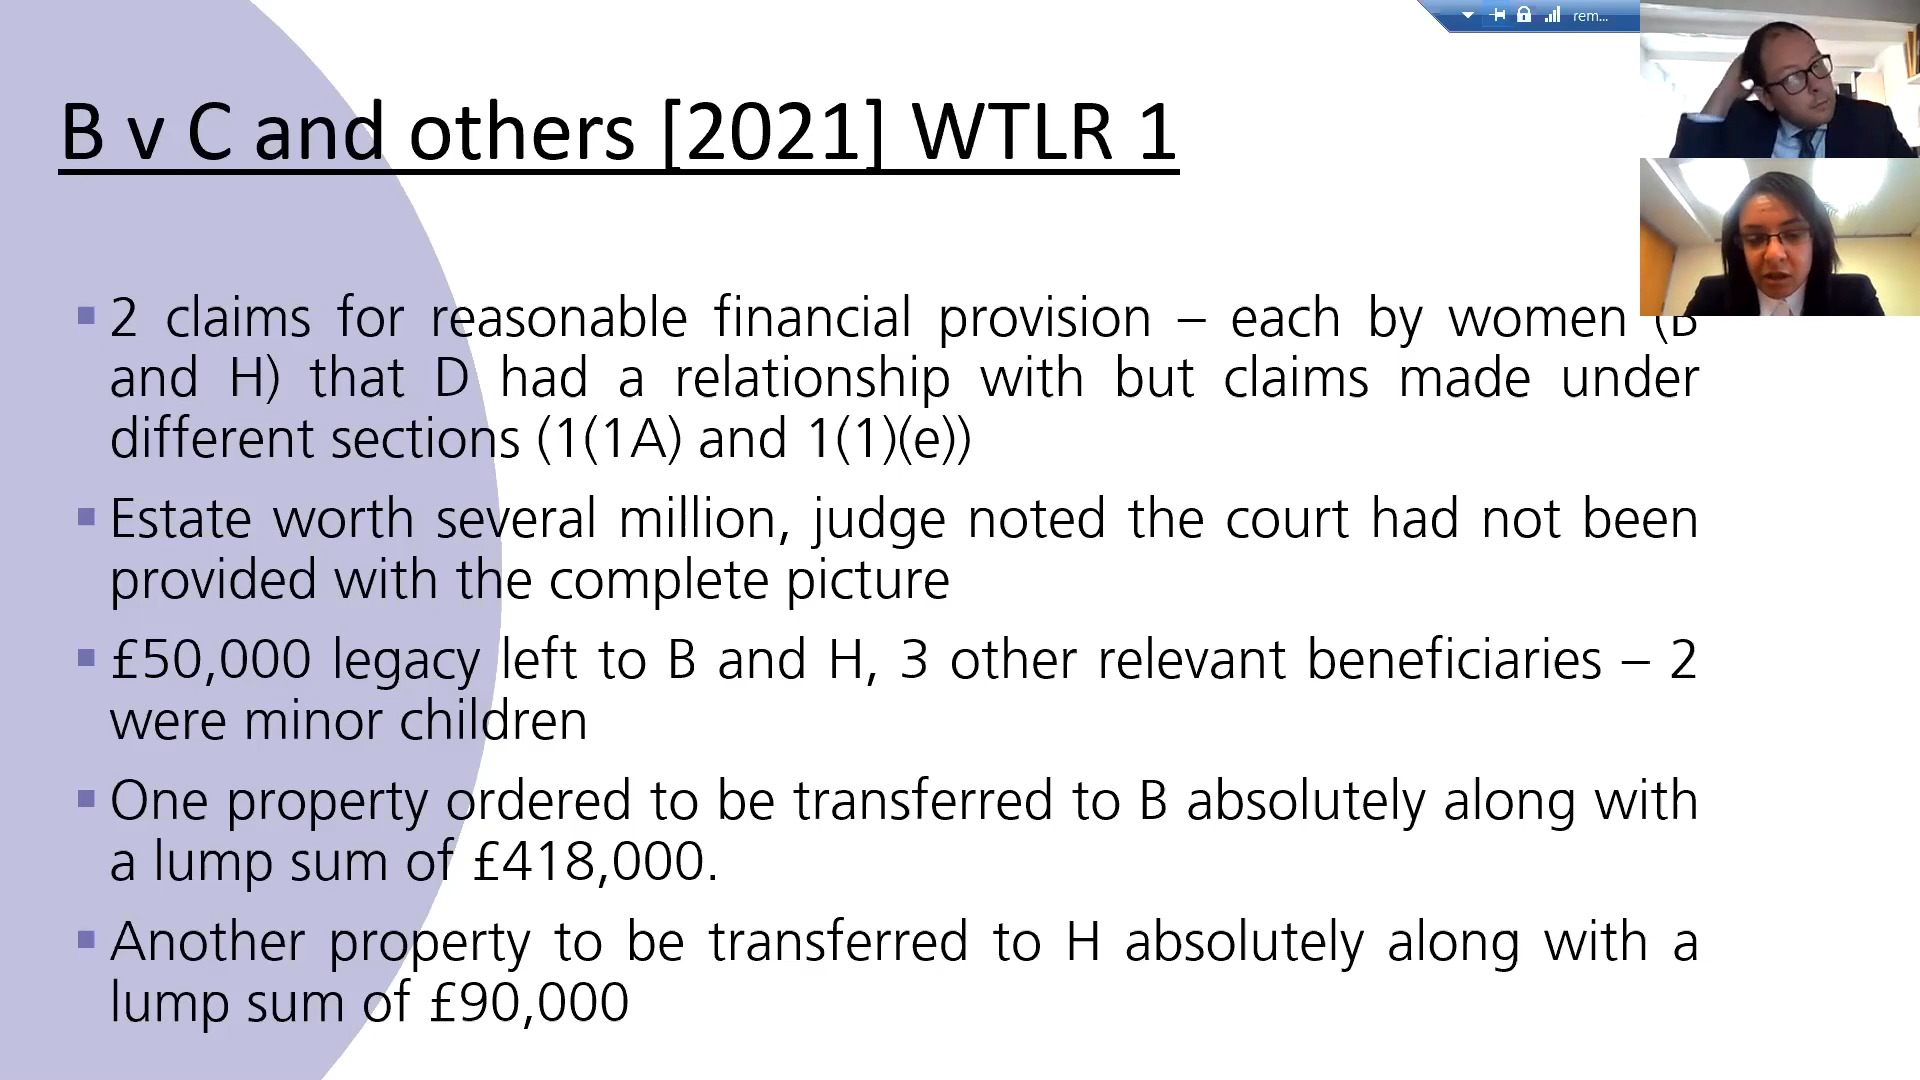 rem...
B v C and others [2021] WTLR 1
2 claims for reasonable financial provision – each by women (B
and H) that D had a relationship with but claims made under
different sections (1(1A) and 1(1)(e))
Estate worth several million, judge noted the court had not been
provided with the complete picture
£50,000 legacy left to B and H, 3 other relevant beneficiaries – 2
were minor children
One property ordered to be transferred to B absolutely along with
a lump sum of £418,000.
Another property to be transferred to H absolutely along with a
lump sum of £90,000